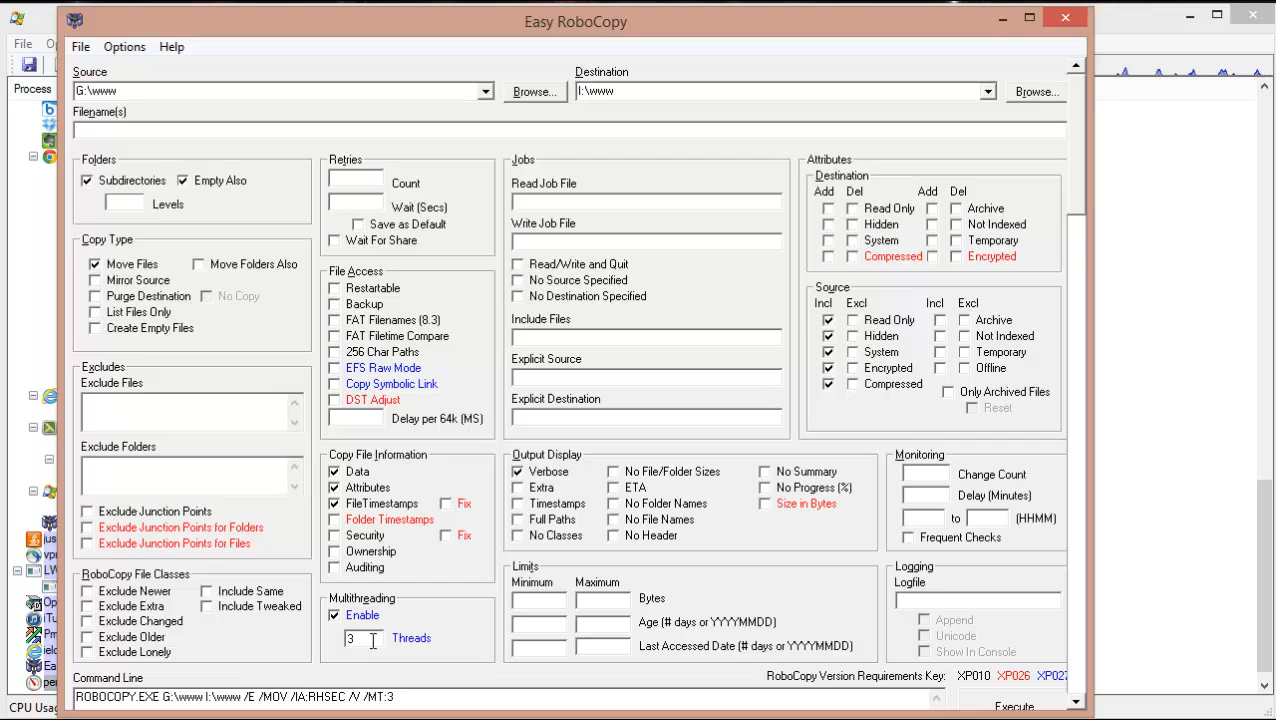 Easy RoboCopy
File Options Help
File
Process
Source
G:\www
Browse...
Destination
I:\www
Browse...
Filename(s)
Folders
Subdirectories
Empty Also
Levels
Copy Type
Move Files
Move Folders Also
Mirror Source
Purge Destination
No Copy
List Files Only
Create Empty Files
Excludes
Exclude Files
Exclude Folders
Exclude Junction Points
Exclude Junction Points for Folders
Exclude Junction Points for Files
RoboCopy File Classes
Exclude Newer
Include Same
Exclude Extra
Include Tweaked
Exclude Changed
Exclude Older
Exclude Lonely
Retries
Count
Wait (Secs)
Save as Default
Wait For Share
File Access
Restartable
Backup
FAT Filenames (8.3)
FAT Filetime Compare
256 Char Paths
EFS Raw Mode
Copy Symbolic Link
DST Adjust
Delay per 64k (MS)
Copy File Information
Data
Attributes
FileTimestamps
Fix
Folder Timestamps
Security
Fix
Ownership
Auditing
Multithreading
Enable
3
Threads
Jobs
Read Job File
Write Job File
Read/Write and Quit
No Source Specified
No Destination Specified
Include Files
Explicit Source
Explicit Destination
Output Display
Verbose
No File/Folder Sizes
No Summary
Extra
ETA
No Progress (%)
Timestamps
No Folder Names
Size in Bytes
Full Paths
No File Names
No Classes
No Header
Limits
Minimum
Maximum
Bytes
Age (# days or YYYYMMDD)
Last Accessed Date (# days or YYYYMMDD)
Attributes
Destination
Add Del Add Del
Read Only
Archive
Hidden
Not Indexed
System
Temporary
Compressed
Encrypted
Source
Incl Excl Incl Excl
Read Only
Archive
Hidden
Not Indexed
System
Temporary
Encrypted
Offline
Compressed
Only Archived Files
Reset
Monitoring
Change Count
Delay (Minutes)
to
(HHMM)
Frequent Checks
Logging
Logfile
Append
Unicode
Show In Console
RoboCopy Version Requirements Key: XP010 XP026 XP027
Command Line
ROBOCOPY.EXE G:\www I:\www /E /MOV /IA:RHSEC /V /MT:3
Execute